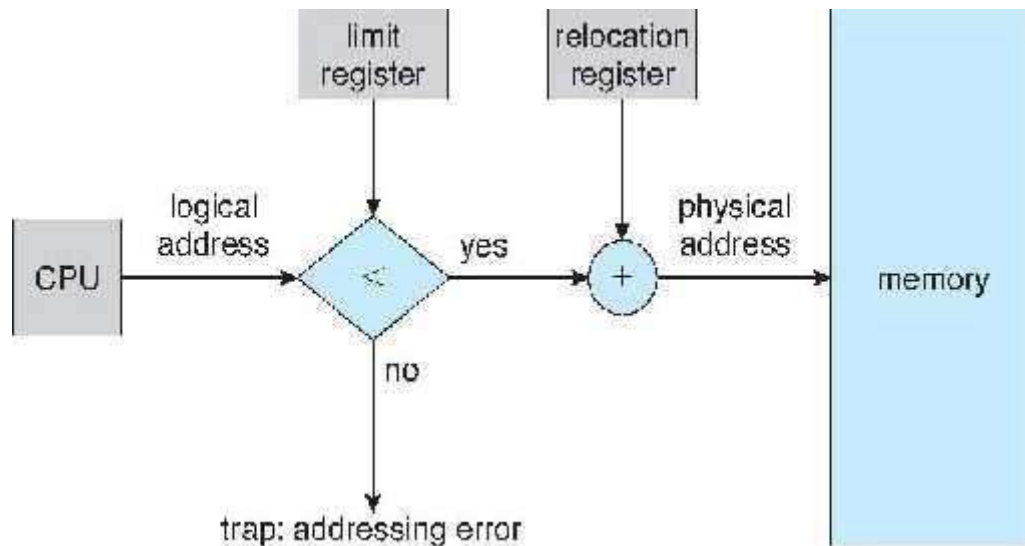 limit
register
relocation
register
logical
address
physical
address
CPU
<
yes
+
memory
no
trap: addressing error